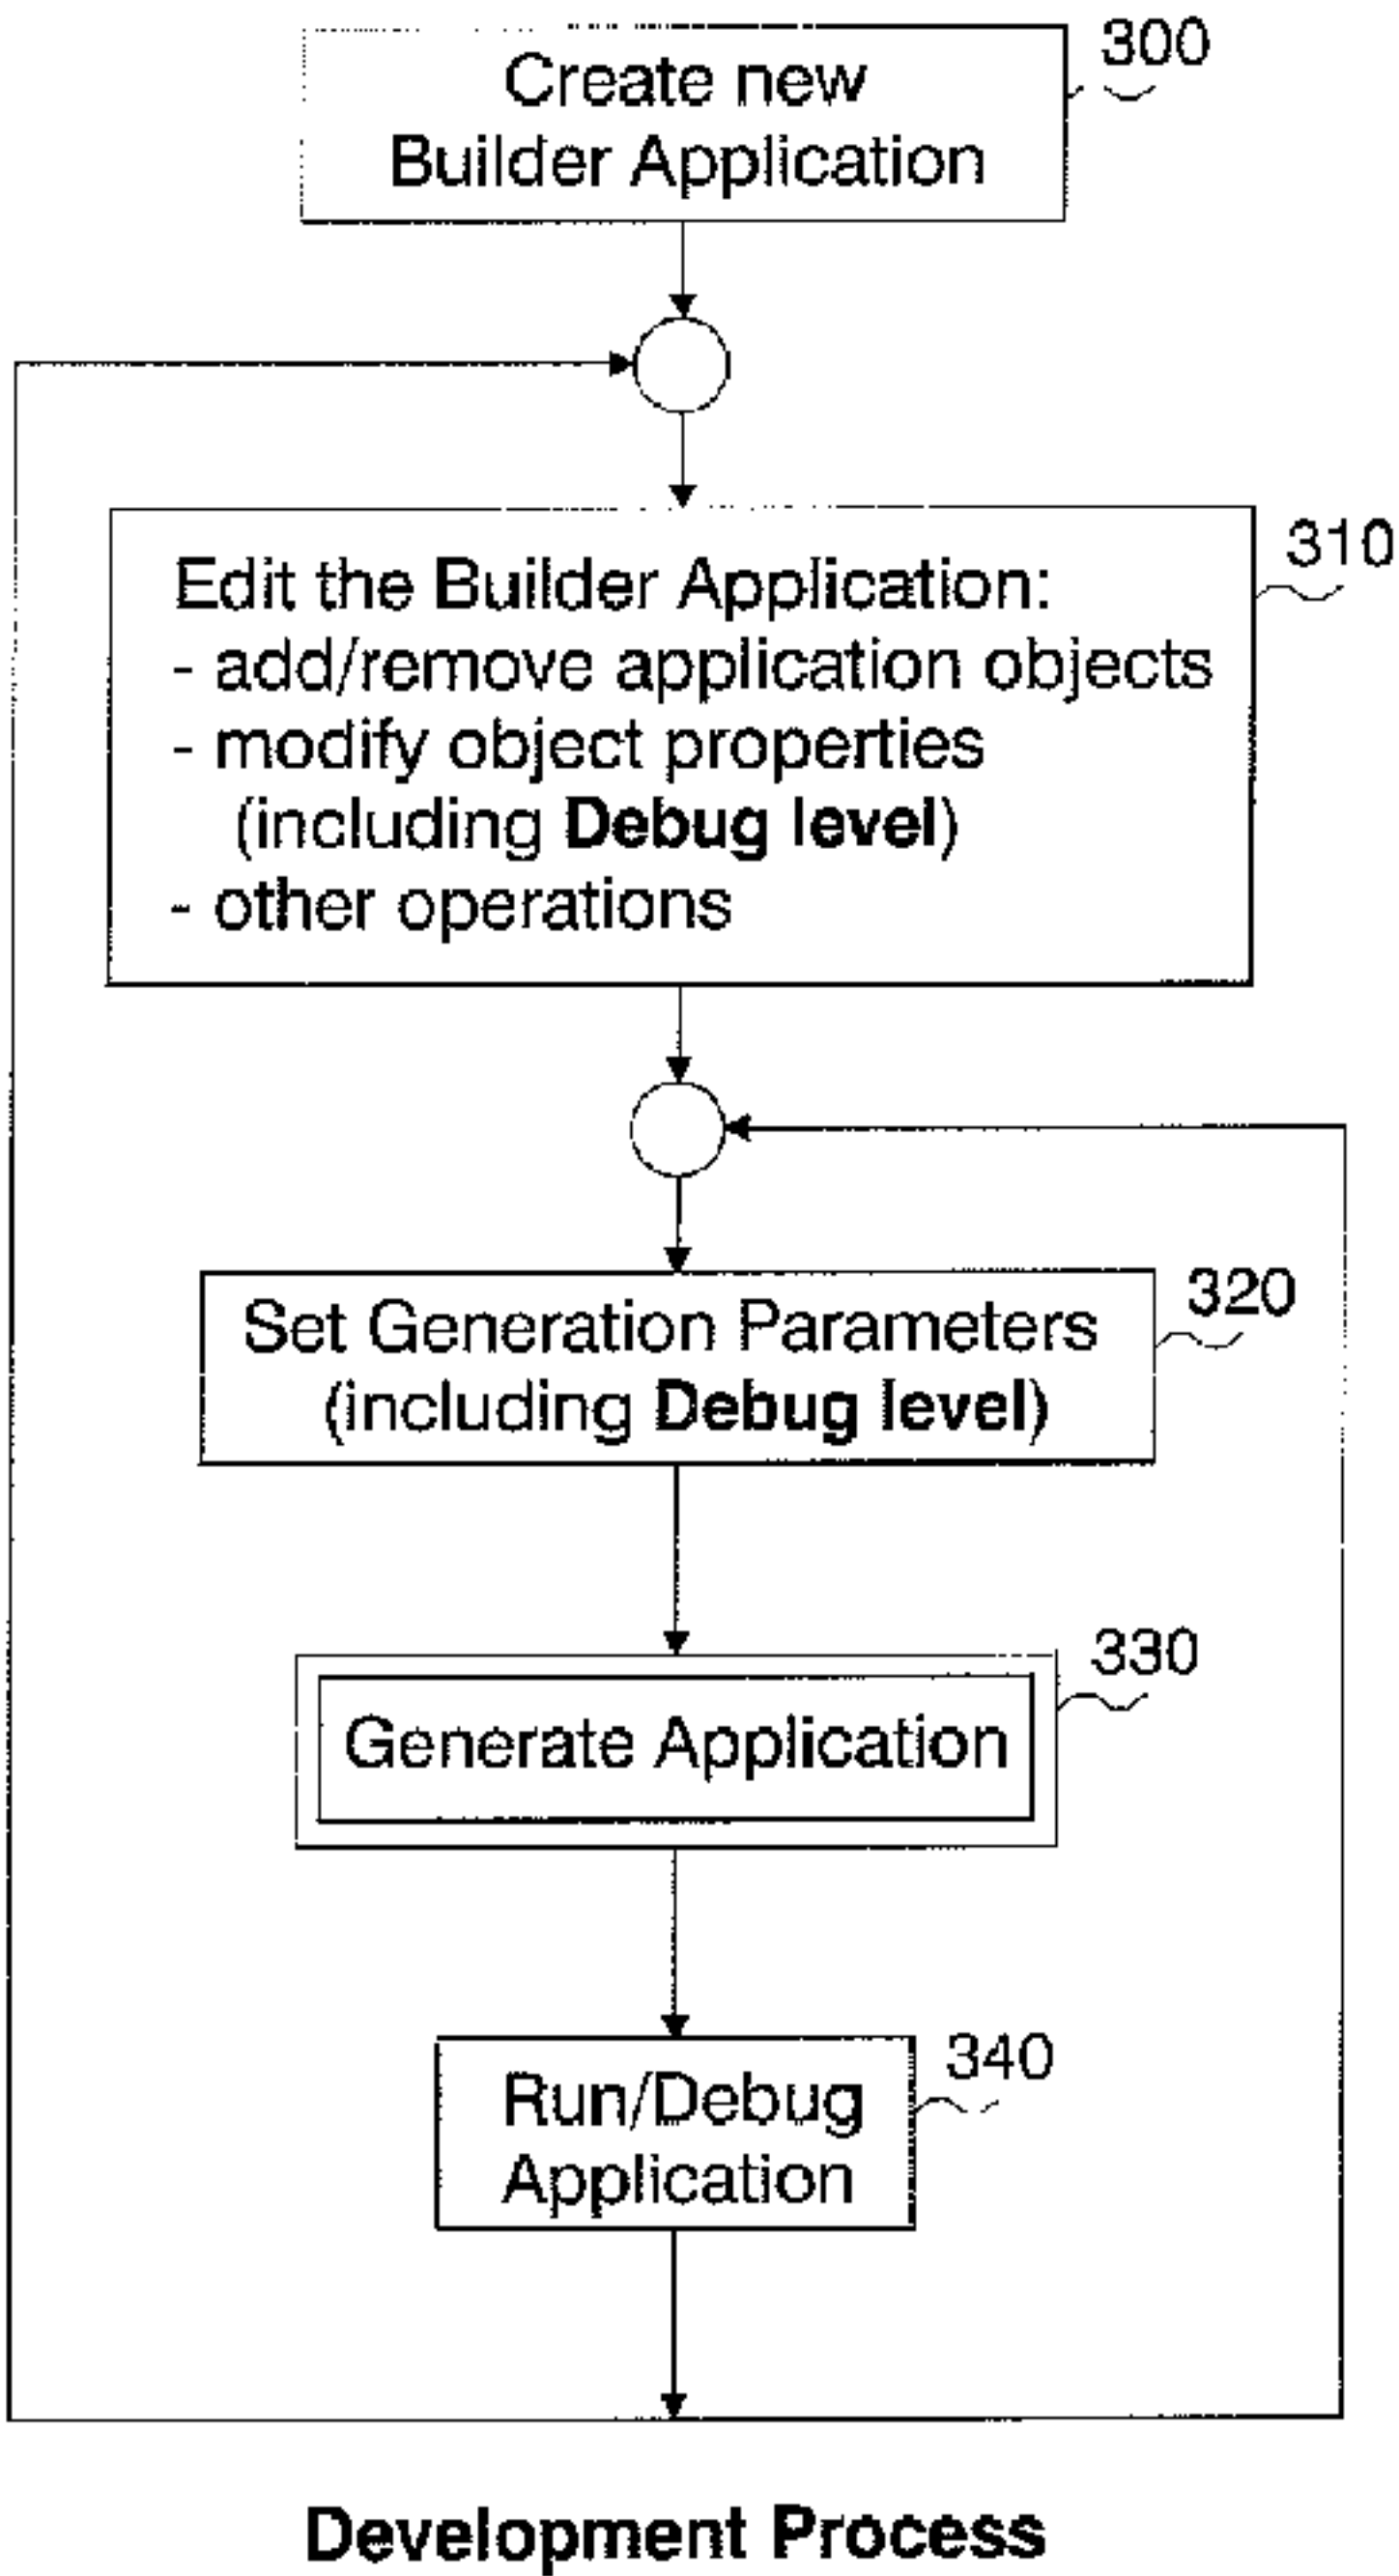 300
Create new
Builder Application
310
Edit the Builder Application:
- add/remove application objects
- modify object properties
(including Debug level)
- other operations
320
Set Generation Parameters
(including Debug level)
330
Generate Application
340
Run/Debug
Application
Development Process